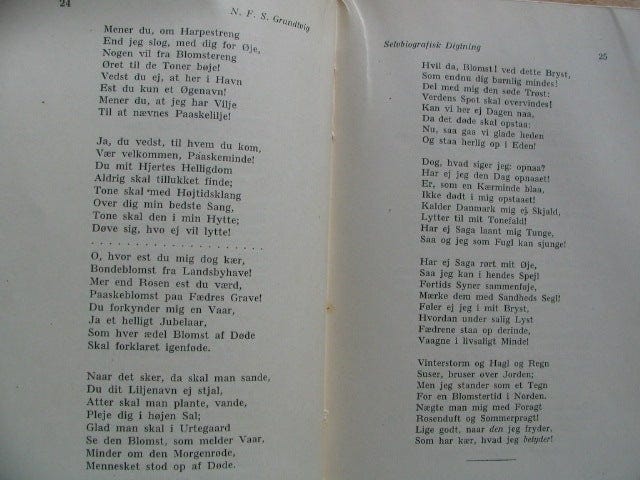 24
N. F. S. Grundtvig
Mener du, om Harpestreng
End jeg slog, med dig for Øje,
Nogen vil fra Blomstereng
Øret til de Toner bøje!
Vedst du ej, at her i Havn
Est du kun et Øgenavn!
Mener du, at jeg har Vilje
Til at nævnes Paaskelilje!
Ja, du vedst, til hvem du kom,
Vær velkommen, Paaskeminde!
Du mit Hjertes Helligdom
Aldrig skal tillukket finde;
Tone skal med Højtidsklang
Over dig min bedste Sang,
Tone skal den i min Hytte;
Døve sig, hvo ej vil lytte!
. . . . . . . . . . . . . . . . . .
O, hvor est du mig dog kær,
Bondeblomst fra Landsbyhave!
Mer end Rosen est du værd,
Paaskeblomst paa Fædres Grave!
Du forkynder mig en Vaar,
Ja et helligt Jubelaar,
Som hver ædel Blomst af Døde
Skal forklaret igenføde.
Naar det sker, da skal man sande,
Du dit Liljenavn ej stjal,
Atter skal man plante, vande,
Pleje dig i højen Sal;
Glad man skal i Urtegaard
Se den Blomst, som melder Vaar,
Minder om den Morgenrøde,
Mennesket stod op af Døde.
Selvbiografisk Digtning
25
Hvil da, Blomst! ved dette Bryst,
Som endnu dig barnlig mindes!
Del med mig den søde Trøst:
Verdens Spot skal overvindes!
Kan vi her ej Dagen naa,
Da det døde skal opstaa:
Nu, saa gaa vi glade heden
Og staa herlig op i Eden!
Dog, hvad siger jeg: opnaa?
Har ej jeg den Dag opnaaet!
Er, som en Kærminde blaa,
Ikke dødt i mig opstaaet!
Kalder Danmark mig ej Skjald,
Lytter til mit Tonefald!
Har ej Saga laant mig Tunge,
Saa og jeg som Fugl kan sjunge!
Har ej Saga rørt mit Øje,
Saa jeg kan i hendes Spejl
Fortids Syner sammenføje,
Mærke dem med Sandheds Segl!
Føler ej jeg i mit Bryst,
Hvordan under salig Lyst
Fædrene staa op derinde,
Vaagne i livsaligt Minde!
Vinterstorm og Hagl og Regn
Suser, bruser over Jorden;
Men jeg stander som et Tegn
For en Blomstertid i Norden.
Nægte man mig med Foragt
Rosenduft og Sommerpragt!
Lige godt, naar den jeg fryder,
Som har kær, hvad jeg betyder!